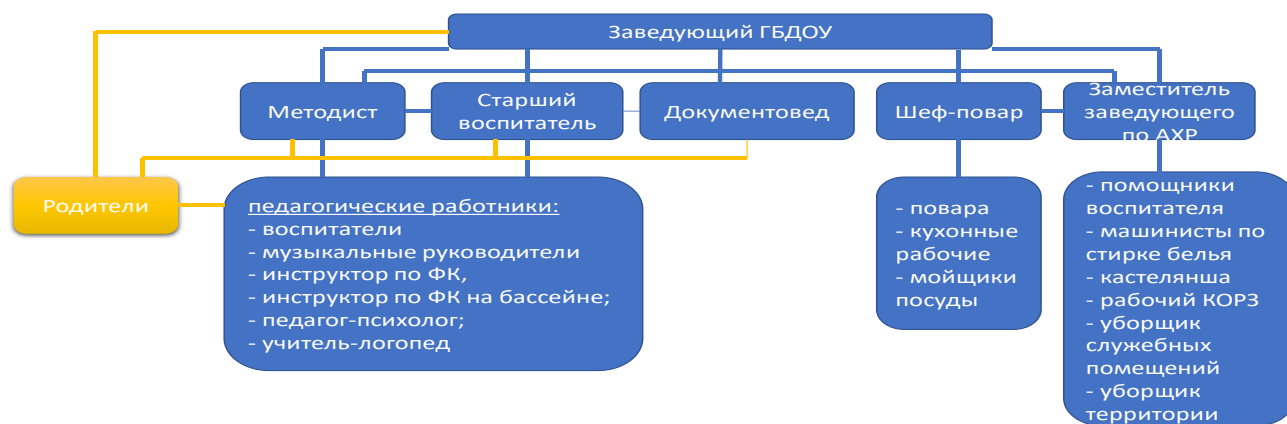 Заведующий ГБДОУ
Методист
Старший
воспитатель
Документовед
Шеф-повар
Заместитель
заведующего
по АХР
Родители
педагогические работники:
- воспитатели
- музыкальные руководители
- инструктор по ФК,
- инструктор по ФК на бассейне;
- педагог-психолог;
- учитель-логопед
- повара
- кухонные
рабочие
- мойщики
посуды
- помощники
воспитателя
- машинисты по
стирке белья
- кастелянша
- рабочий КОРЗ
- уборщик
служебных
помещений
- уборщик
территории